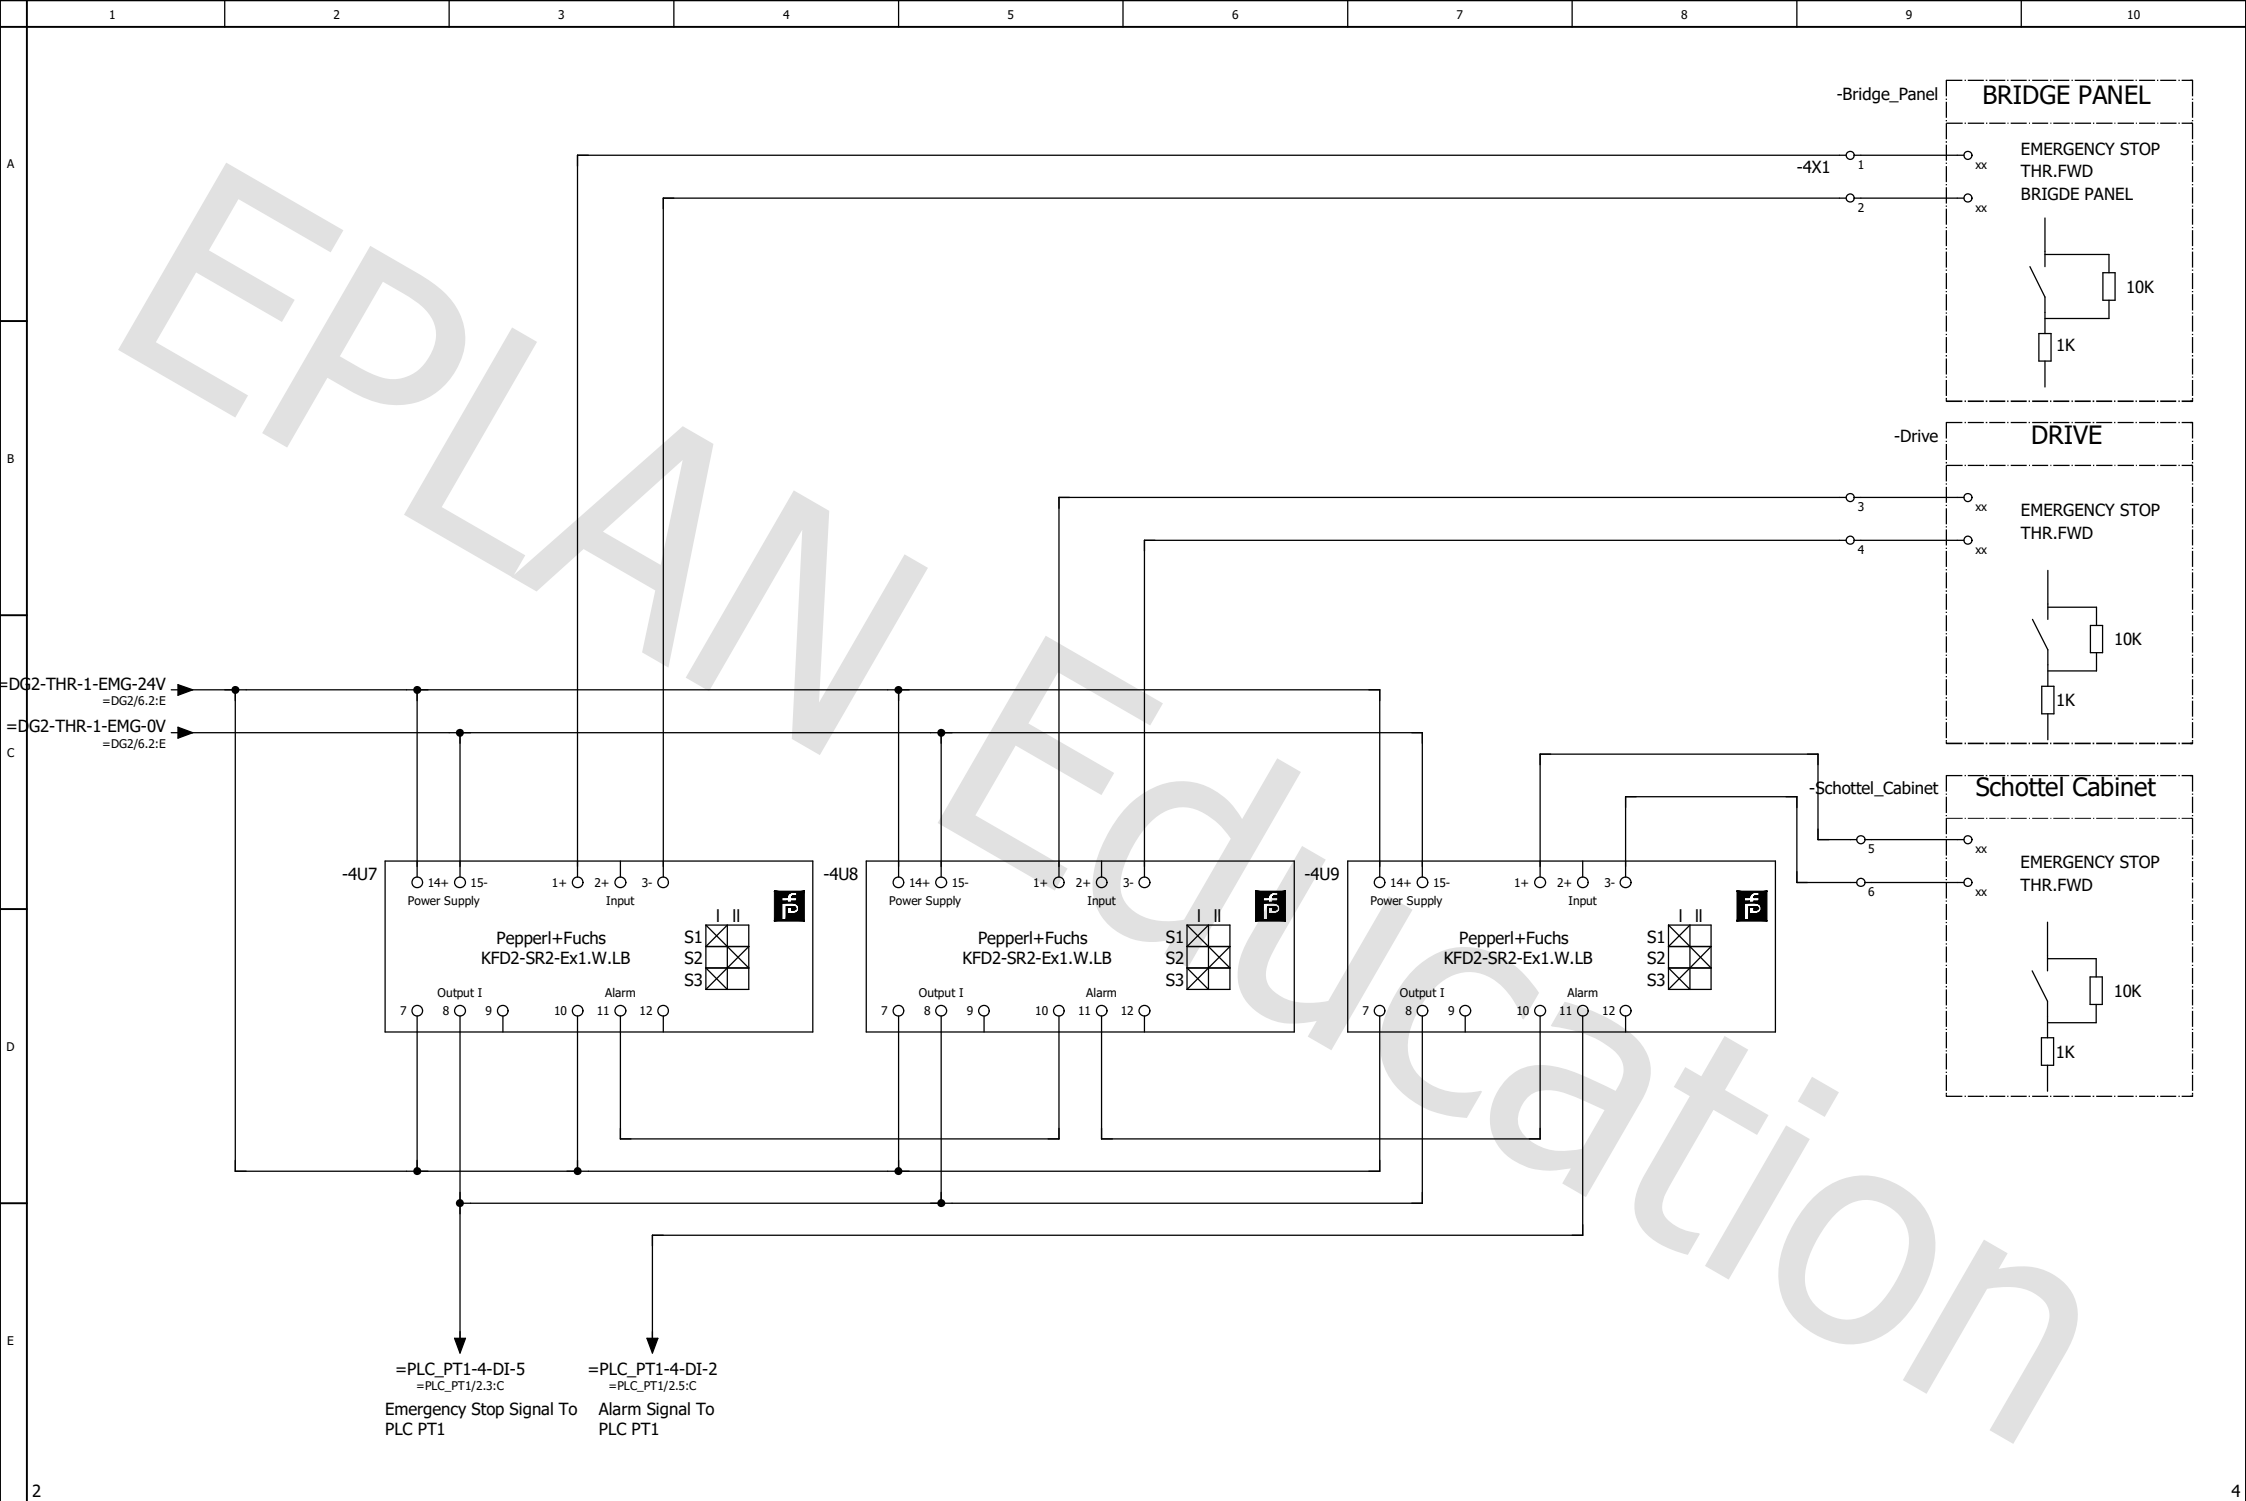 1 2 3 4 5 6 7 8 9 10
A
B
C
D
E
EPLAN Education
-Bridge_Panel
BRIDGE PANEL
-4X1
1
2
xx
xx
EMERGENCY STOP
THR.FWD
BRIGDE PANEL
10K
1K
-Drive
DRIVE
3
4
xx
xx
EMERGENCY STOP
THR.FWD
10K
1K
=DG2-THR-1-EMG-24V
=DG2/6.2:E
=DG2-THR-1-EMG-0V
=DG2/6.2:E
-Schottel_Cabinet
Schottel Cabinet
5
6
xx
xx
EMERGENCY STOP
THR.FWD
10K
1K
-4U7
14+ 15- 1+ 2+ 3-
Power Supply Input
I II
Pepperl+Fuchs
KFD2-SR2-Ex1.W.LB
S1
S2
S3
Output I Alarm
7 8 9 10 11 12
-4U8
14+ 15- 1+ 2+ 3-
Power Supply Input
I II
Pepperl+Fuchs
KFD2-SR2-Ex1.W.LB
S1
S2
S3
Output I Alarm
7 8 9 10 11 12
-4U9
14+ 15- 1+ 2+ 3-
Power Supply Input
I II
Pepperl+Fuchs
KFD2-SR2-Ex1.W.LB
S1
S2
S3
Output I Alarm
7 8 9 10 11 12
=PLC_PT1-4-DI-5
=PLC_PT1/2.3:C
Emergency Stop Signal To
PLC PT1
=PLC_PT1-4-DI-2
=PLC_PT1/2.5:C
Alarm Signal To
PLC PT1
2
4